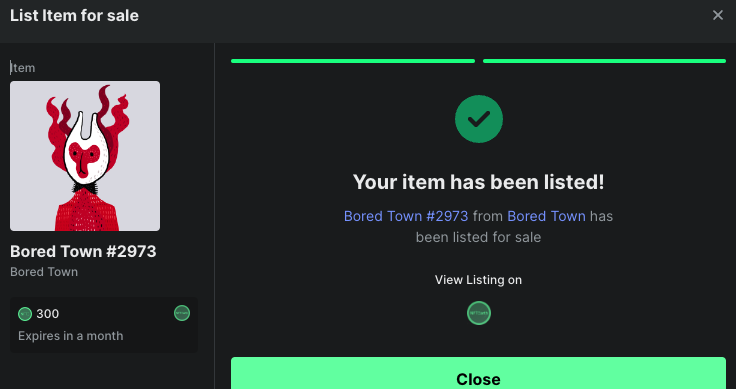 List Item for sale
Item
Bored Town #2973
Bored Town
300
Expires in a month
Your item has been listed!
Bored Town #2973 from Bored Town has
been listed for sale
View Listing on
Close